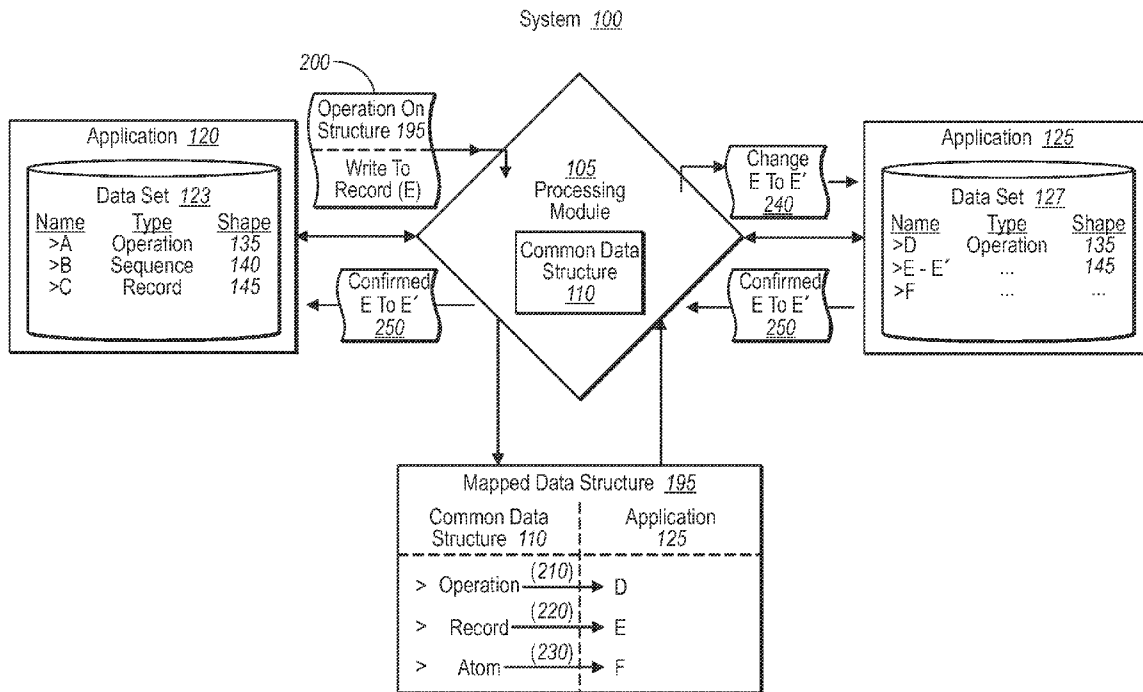 System 100
200
Operation On
Structure 195
Write To
Record (E)
Application 120
Data Set 123
Name Type Shape
>A Operation 135
>B Sequence 140
>C Record 145
105
Processing
Module
Common Data
Structure
110
Change
E To E′
240
Application 125
Data Set 127
Name Type Shape
>D Operation 135
>E - E′ ... 145
>F ... ...
Confirmed
E To E′
250
Confirmed
E To E′
250
Mapped Data Structure 195
Common Data
Structure 110
Application
125
> Operation (210) D
> Record (220) E
> Atom (230) F